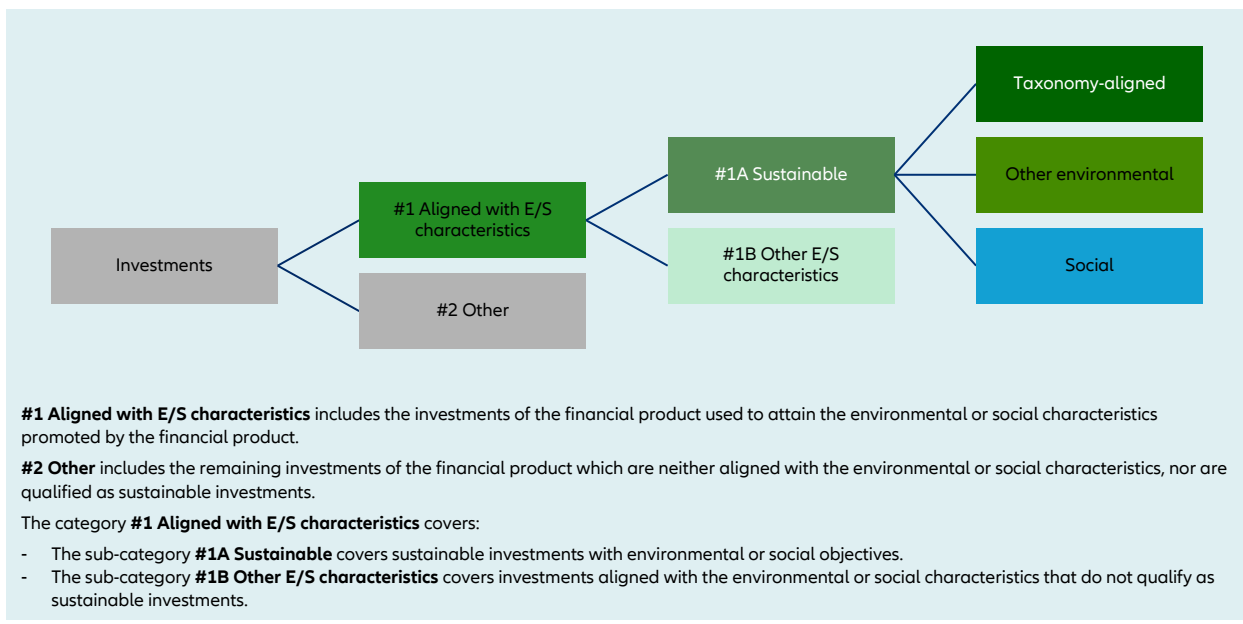 Taxonomy-aligned
#1A Sustainable
Other environmental
#1 Aligned with E/S
characteristics
Investments
#1B Other E/S
characteristics
Social
#2 Other
#1 Aligned with E/S characteristics includes the investments of the financial product used to attain the environmental or social characteristics
promoted by the financial product.
#2 Other includes the remaining investments of the financial product which are neither aligned with the environmental or social characteristics, nor are
qualified as sustainable investments.
The category #1 Aligned with E/S characteristics covers:
- The sub-category #1A Sustainable covers sustainable investments with environmental or social objectives.
- The sub-category #1B Other E/S characteristics covers investments aligned with the environmental or social characteristics that do not qualify as
sustainable investments.